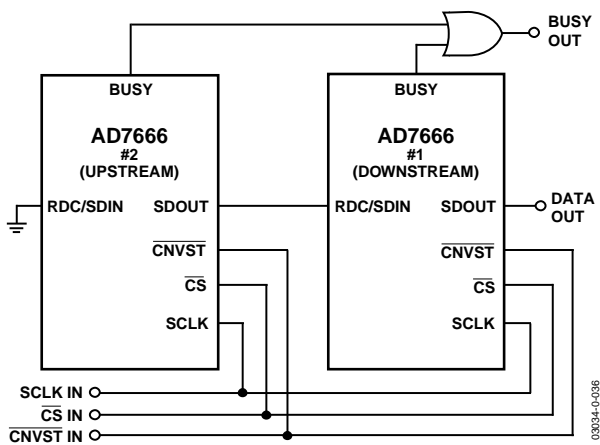 BUSY
OUT
BUSY
BUSY
AD7666
#2
(UPSTREAM)
AD7666
#1
(DOWNSTREAM)
RDC/SDIN
SDOUT
RDC/SDIN
SDOUT
DATA
OUT
CNVST
CNVST
CS
CS
SCLK
SCLK
SCLK IN
CS IN
CNVST IN
03034-0-036